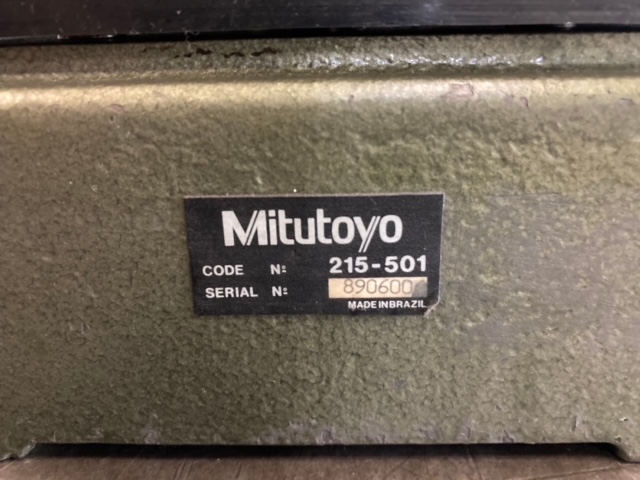 Mitutoyo
CODE Nº 215-501
SERIAL Nº 890600
MADE IN BRAZIL